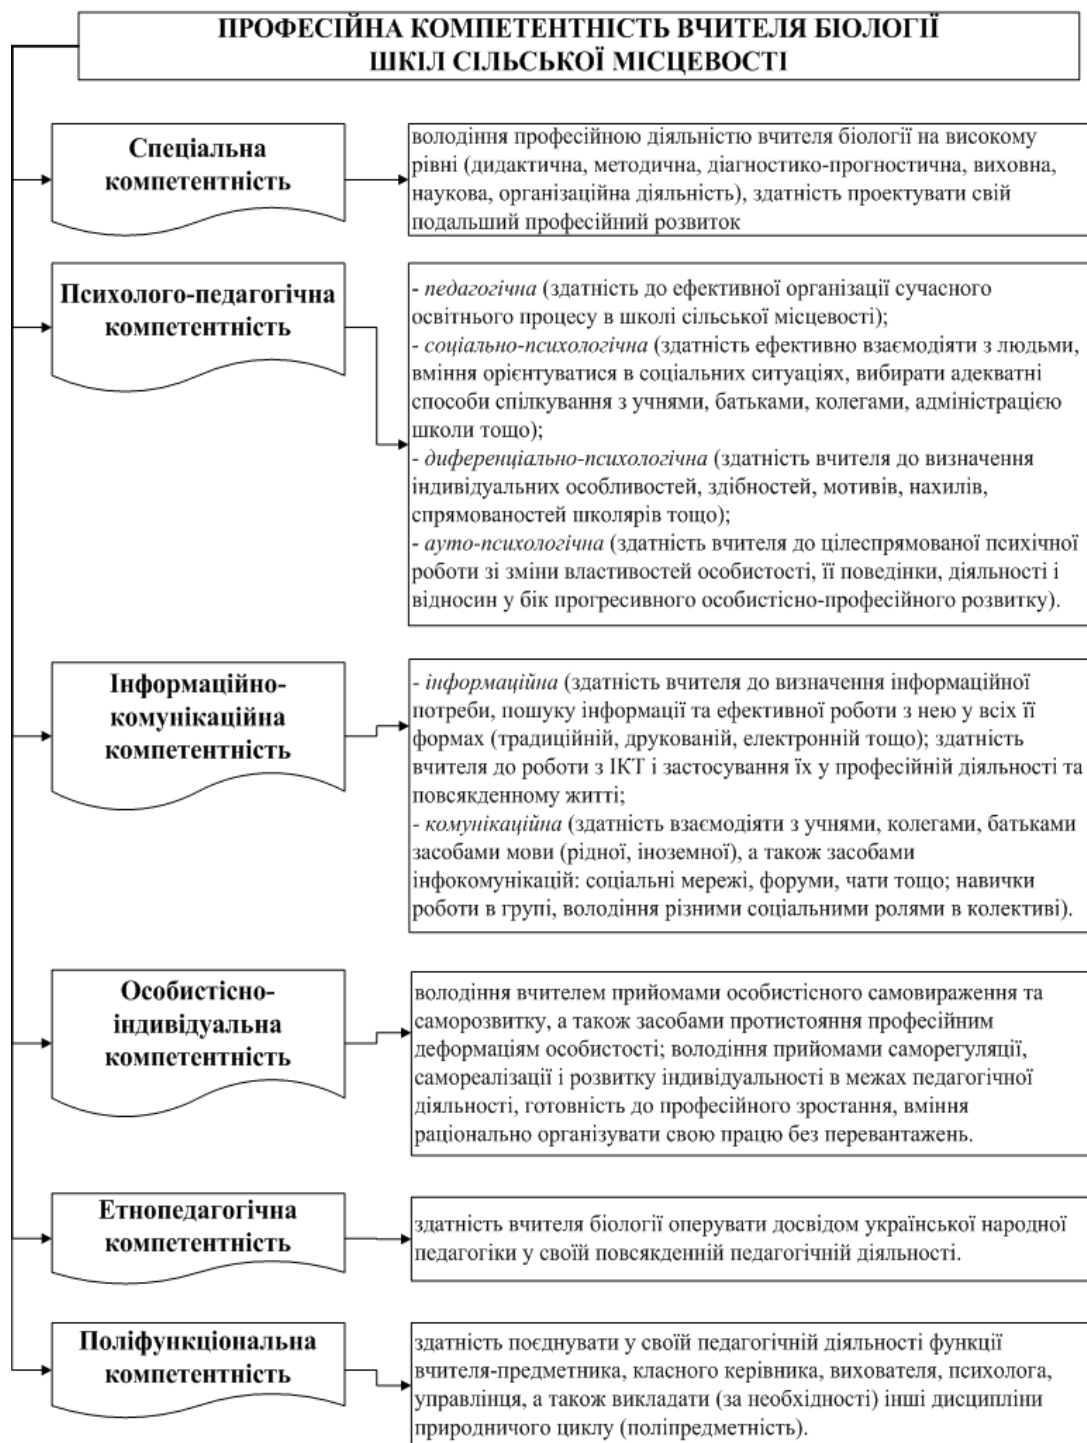 ПРОФЕСІЙНА КОМПЕТЕНТНІСТЬ ВЧИТЕЛЯ БІОЛОГІЇ
ШКІЛ СІЛЬСЬКОЇ МІСЦЕВОСТІ
Спеціальна
компетентність
володіння професійною діяльністю вчителя біології на високому
рівні (дидактична, методична, діагностико-прогностична, виховна,
наукова, організаційна діяльність), здатність проектувати свій
подальший професійний розвиток
Психолого-педагогічна
компетентність
- педагогічна (здатність до ефективної організації сучасного
освітнього процесу в школі сільської місцевості);
- соціально-психологічна (здатність ефективно взаємодіяти з людьми,
вміння орієнтуватися в соціальних ситуаціях, вибирати адекватні
способи спілкування з учнями, батьками, колегами, адміністрацією
школи тощо);
- диференціально-психологічна (здатність вчителя до визначення
індивідуальних особливостей, здібностей, мотивів, нахилів,
спрямованостей школярів тощо);
- ауто-психологічна (здатність вчителя до цілеспрямованої психічної
роботи зі зміни властивостей особистості, її поведінки, діяльності і
відносин у бік прогресивного особистісно-професійного розвитку).
Інформаційно-
комунікаційна
компетентність
- інформаційна (здатність вчителя до визначення інформаційної
потреби, пошуку інформації та ефективної роботи з нею у всіх її
формах (традиційній, друкованій, електронній тощо); здатність
вчителя до роботи з ІКТ і застосування їх у професійній діяльності та
повсякденному житті;
- комунікаційна (здатність взаємодіяти з учнями, колегами, батьками
засобами мови (рідної, іноземної), а також засобами
інфокомунікацій: соціальні мережі, форуми, чати тощо; навички
роботи в групі, володіння різними соціальними ролями в колективі).
Особистісно-
індивідуальна
компетентність
володіння вчителем прийомами особистісного самовираження та
саморозвитку, а також засобами протистояння професійним
деформаціям особистості; володіння прийомами саморегуляції,
самореалізації і розвитку індивідуальності в межах педагогічної
діяльності, готовність до професійного зростання, вміння
раціонально організувати свою працю без перевантажень.
Етнопедагогічна
компетентність
здатність вчителя біології оперувати досвідом української народної
педагогіки у своїй повсякденній педагогічній діяльності.
Поліфункціональна
компетентність
здатність поєднувати у своїй педагогічній діяльності функції
вчителя-предметника, класного керівника, вихователя, психолога,
управлінця, а також викладати (за необхідності) інші дисципліни
природничого циклу (поліпредметність).